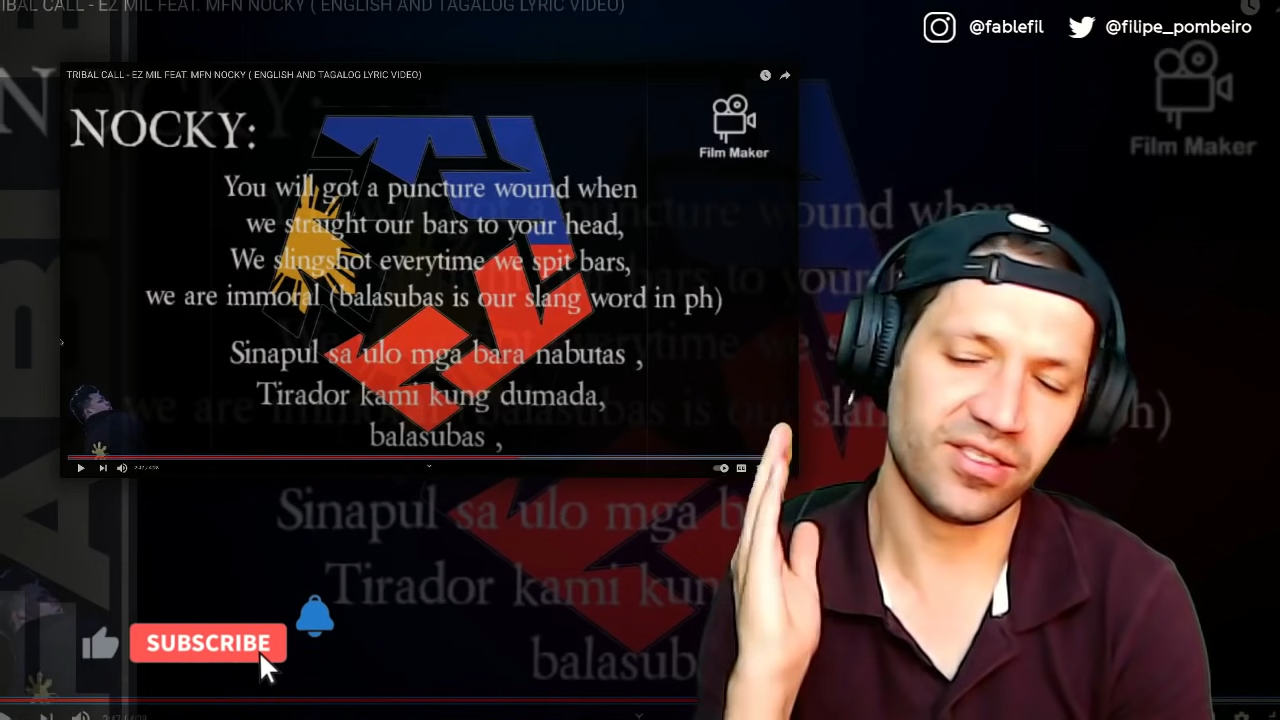 TRIBAL CALL - EZ MIL FEAT. MFN NOCKY ( ENGLISH AND TAGALOG LYRIC VIDEO)
@fablefil
@filipe_pombeiro
TRIBAL CALL - EZ MIL FEAT. MFN NOCKY ( ENGLISH AND TAGALOG LYRIC VIDEO)
NOCKY:
Film Maker
Film Maker
You will got a puncture wound when
we straight our bars to your head,
We slingshot everytime we spit bars,
we are immoral (balasubas is our slang word in ph)
Sinapul sa ulo mga bara nabutas ,
Tirador kami kung dumada,
balasubas ,
Sinapul sa ulo mga b
Tirador kami kun
balasub
SUBSCRIBE